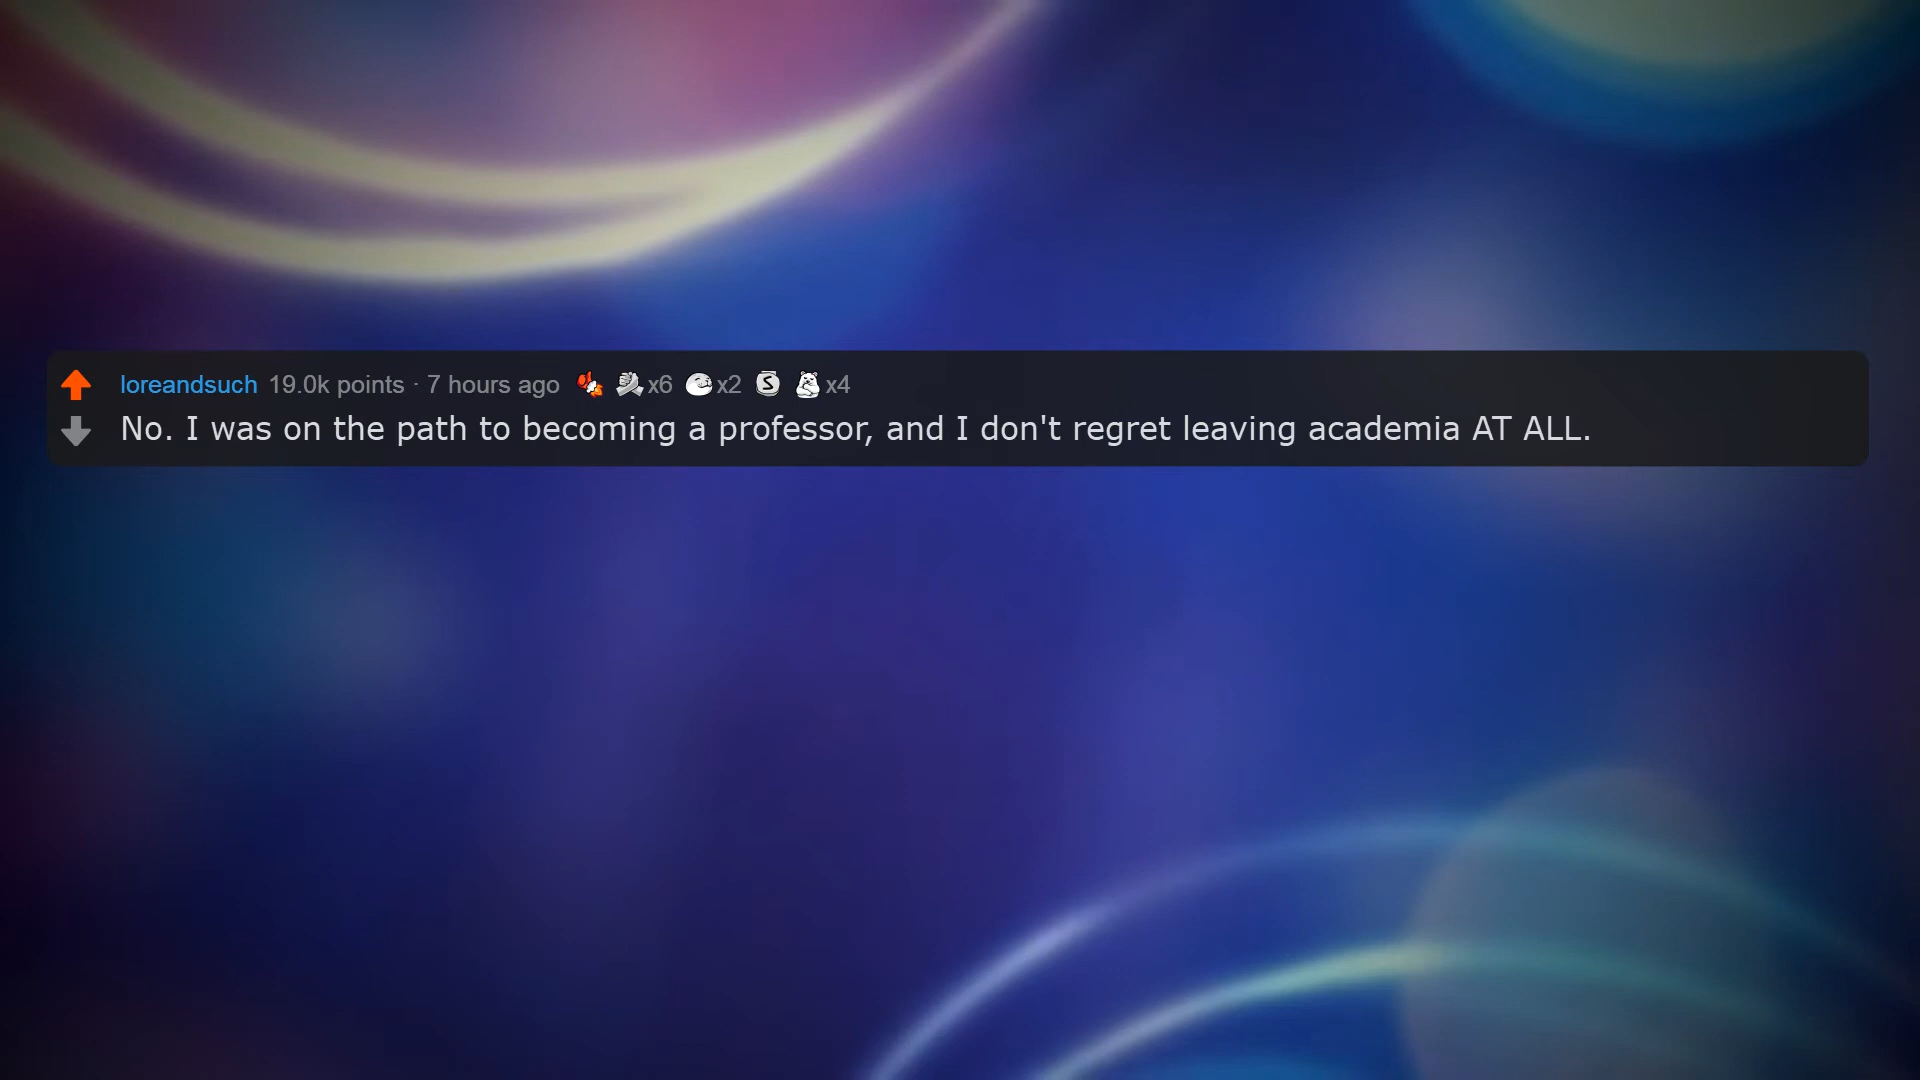 loreandsuch 19.0k points · 7 hours ago x6 x2 S x4
No. I was on the path to becoming a professor, and I don't regret leaving academia AT ALL.